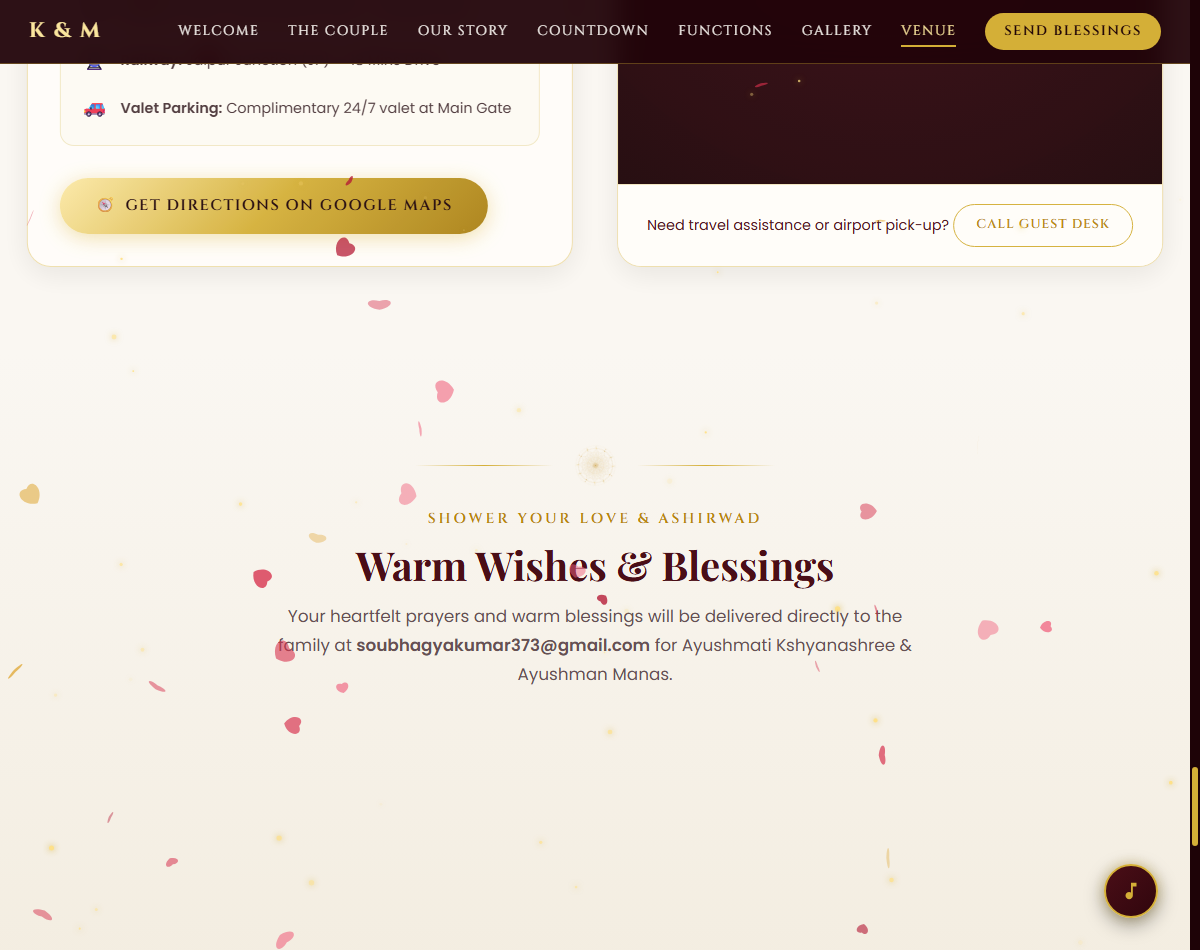 K & M
WELCOME
THE COUPLE
OUR STORY
COUNTDOWN
FUNCTIONS
GALLERY
VENUE
SEND BLESSINGS
Valet Parking: Complimentary 24/7 valet at Main Gate
GET DIRECTIONS ON GOOGLE MAPS
Need travel assistance or airport pick-up?
CALL GUEST DESK
SHOWER YOUR LOVE & ASHIRWAD
Warm Wishes & Blessings
Your heartfelt prayers and warm blessings will be delivered directly to the
family at soubhagyakumar373@gmail.com for Ayushmati Kshyanashree &
Ayushman Manas.